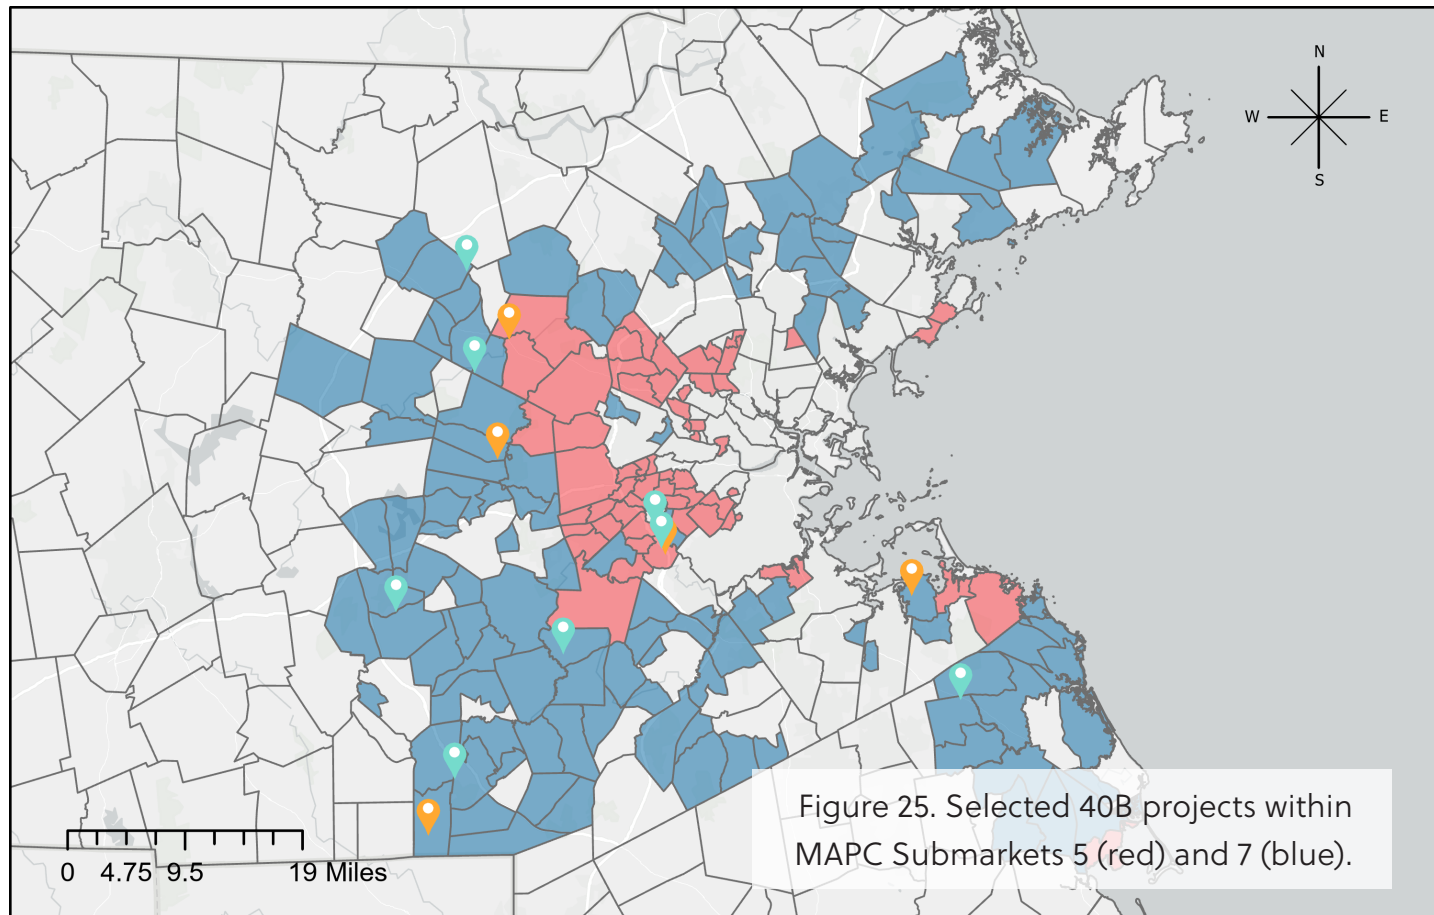 N
W E
S
Figure 25. Selected 40B projects within
MAPC Submarkets 5 (red) and 7 (blue).
0 4.75 9.5 19 Miles